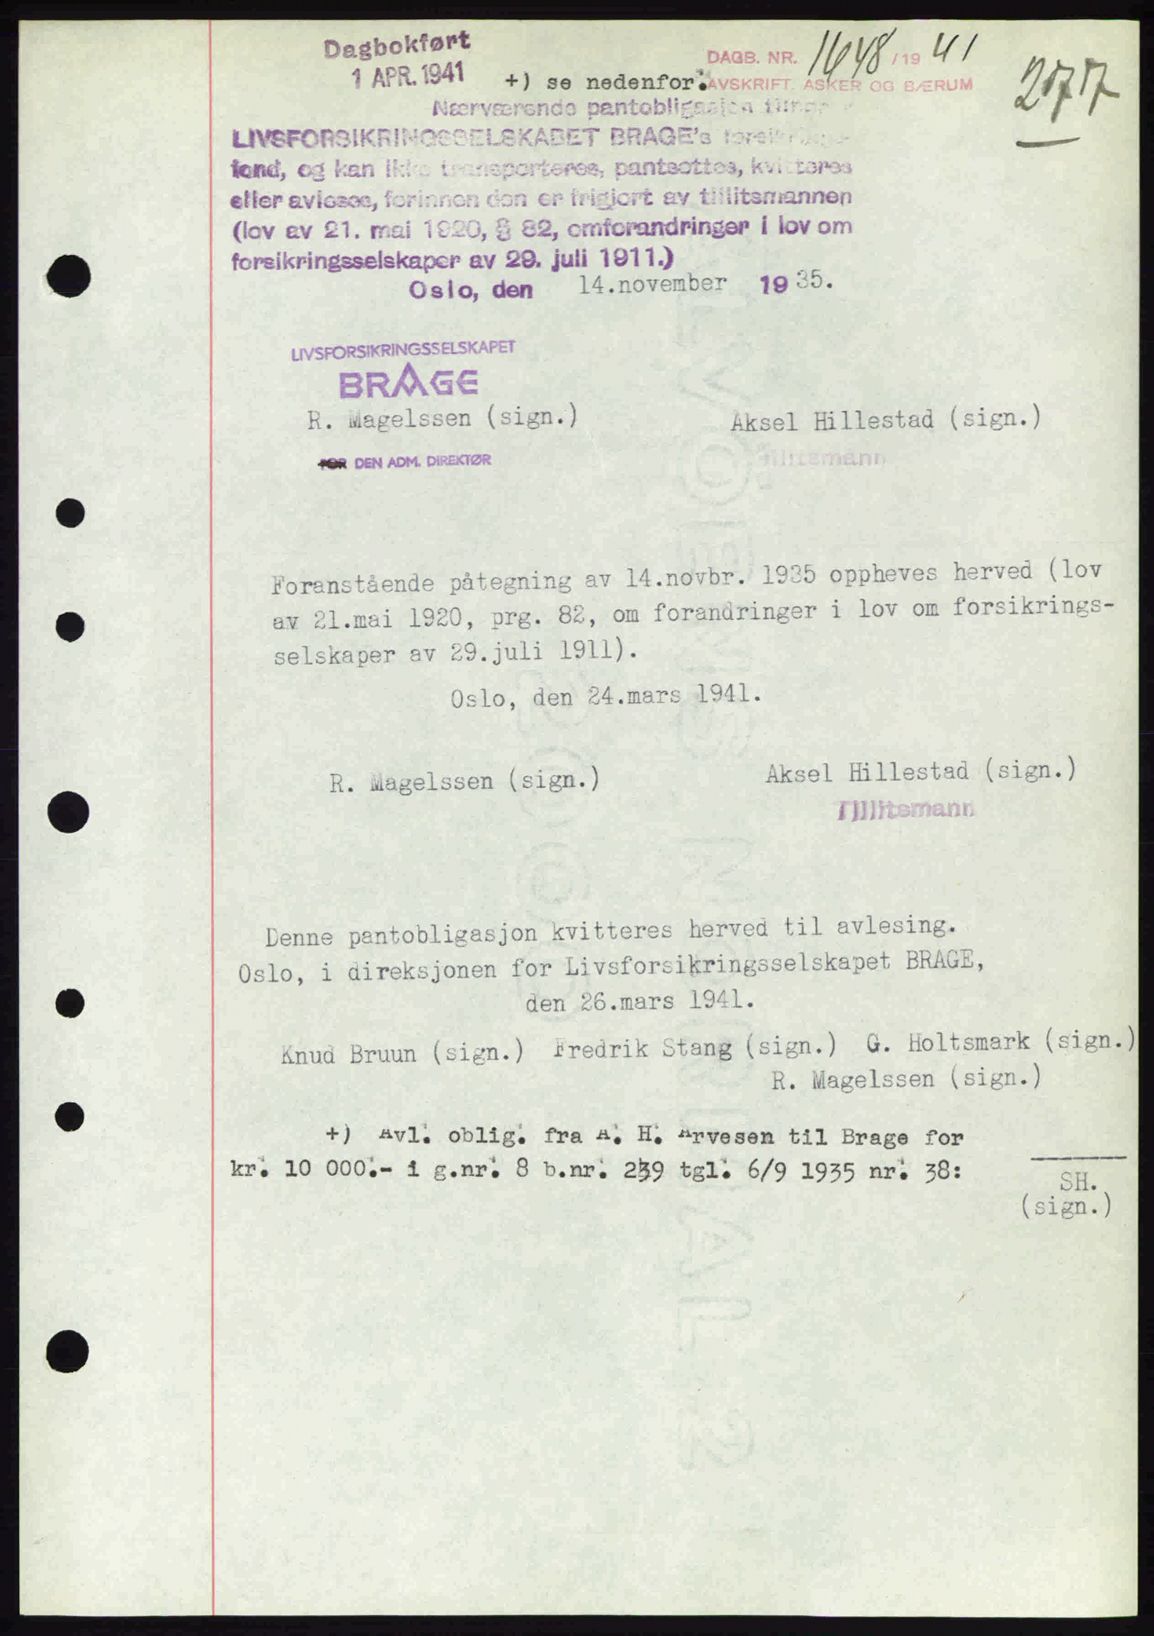 Dagbokført
1 APR. 1941
DAGB. NR. 1648 / 19 41
AVSKRIFT. ASKER OG BÆRUM
2077
+) se nedenfor.
Nærværende pantobligasjon
LIVSFORSIKRINGSSELSKABET BRAGE's
fond, og kan ikke transporteres, pantsettes, kvitteres
eller avløses, forinnen den er frigjort av tillitsmannen
(lov av 21. mai 1920, § 82, omforandringer i lov om
forsikringsselskaper av 29. juli 1911.)
Oslo, den 14.november 1935.
LIVSFORSIKRINGSSELSKAPET
BRAGE
R. Magelssen (sign.) Aksel Hillestad (sign.)
FOR DEN ADM. DIREKTØR Tillitsmann
Foranstående påtegning av 14.novbr. 1935 oppheves herved (lov
av 21.mai 1920, prg. 82, om forandringer i lov om forsikrings-
selskaper av 29.juli 1911).
Oslo, den 24.mars 1941.
R. Magelssen (sign.) Aksel Hillestad (sign.)
Tillitsmann
Denne pantobligasjon kvitteres herved til avlesing.
Oslo, i direksjonen for Livsforsikringsselskapet BRAGE,
den 26.mars 1941.
Knud Bruun (sign.) Fredrik Stang (sign.) G. Holtsmark (sign.)
R. Magelssen (sign.)
+) Avl. oblig. fra A. H. Arvesen til Brage for
kr. 10 000.- i g.nr. 8 b.nr. 239 tgl. 6/9 1935 nr. 38:
SH.
(sign.)